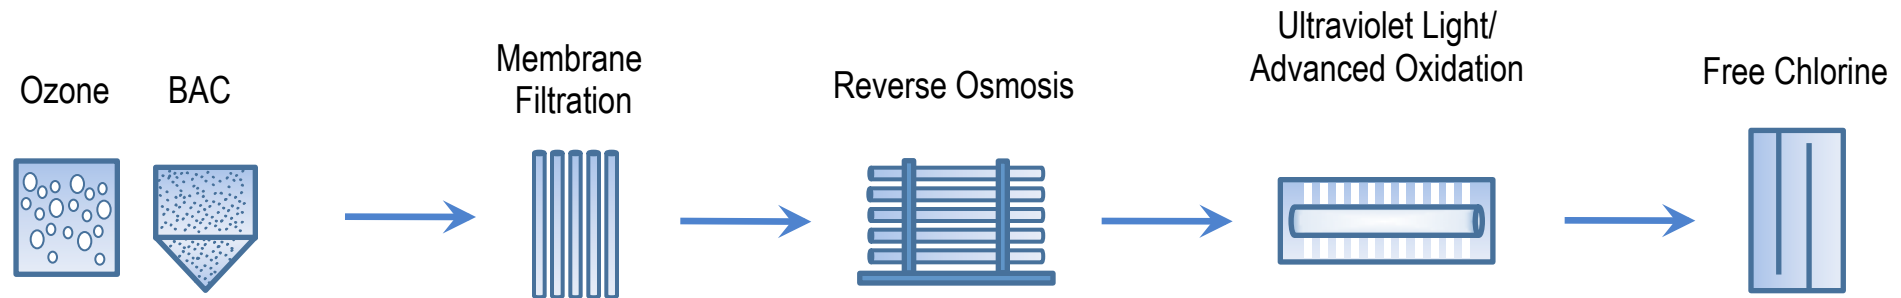 Ozone
BAC
Membrane
Filtration
Reverse Osmosis
Ultraviolet Light/
Advanced Oxidation
Free Chlorine